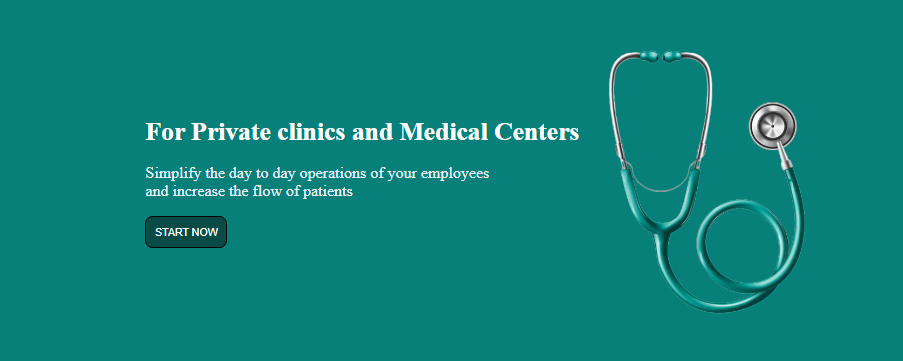 For Private clinics and Medical Centers
Simplify the day to day operations of your employees
and increase the flow of patients
START NOW